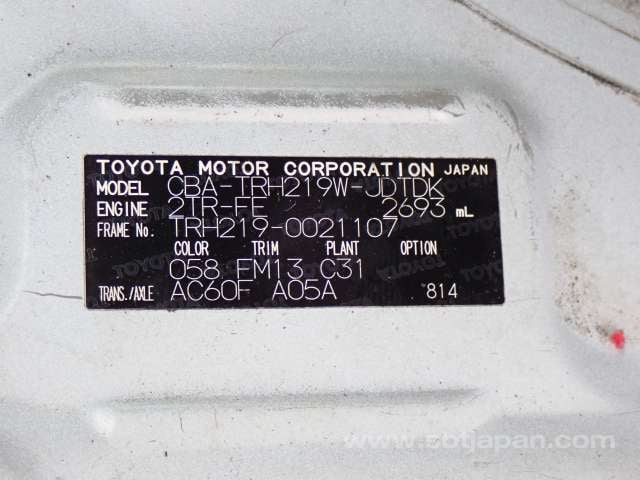 TOYOTA MOTOR CORPORATION JAPAN
MODEL CBA-TRH219W-JDTDK
ENGINE 2TR-FE 2693 mL
FRAME NO. TRH219-0021107
COLOR TRIM PLANT OPTION
058 FM13 C31
TRANS./AXLE AC60F A05A 814
www.sbtjapan.com